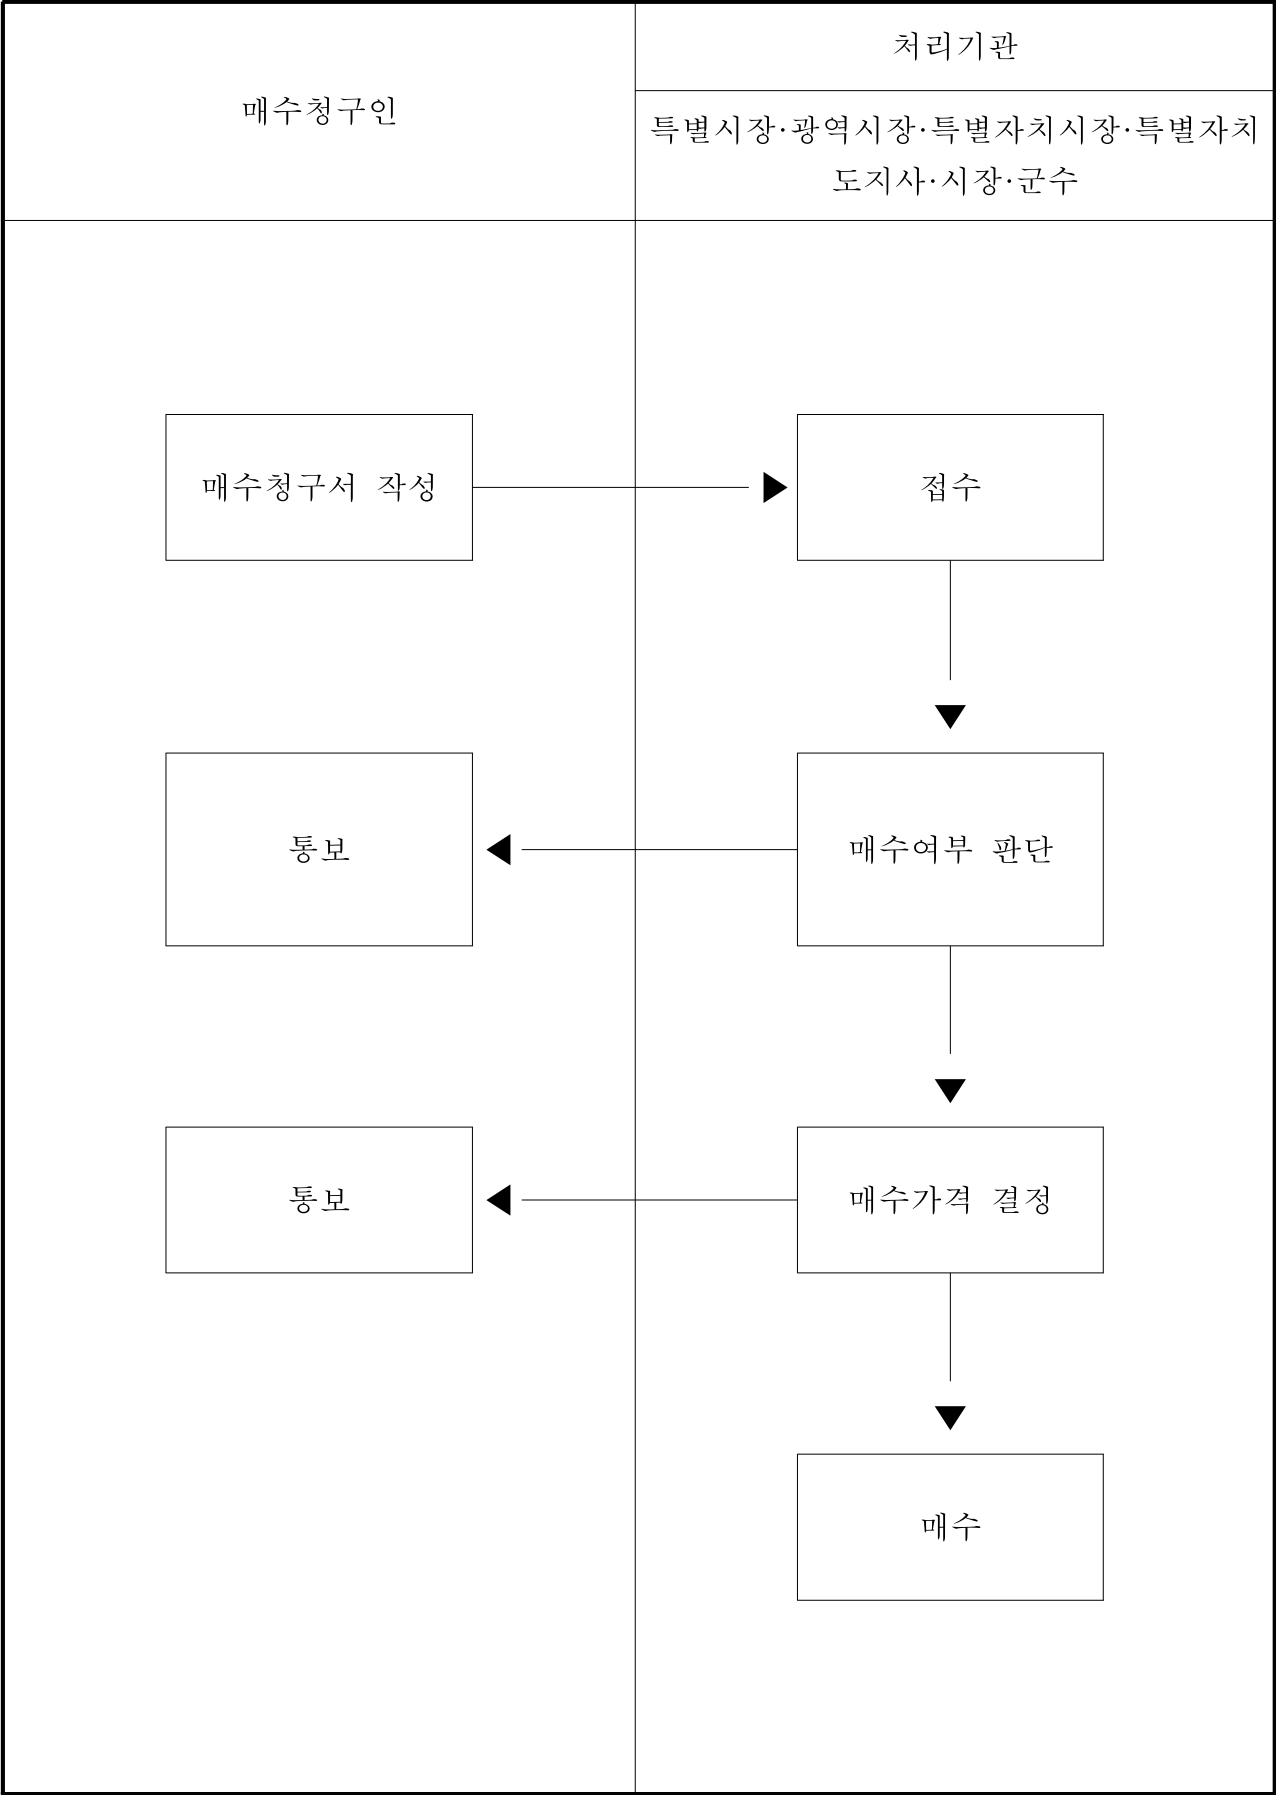 매수청구인
처리기관
특별시장·광역시장·특별자치시장·특별자치
도지사·시장·군수
매수청구서 작성
접수
통보
매수여부 판단
통보
매수가격 결정
매수